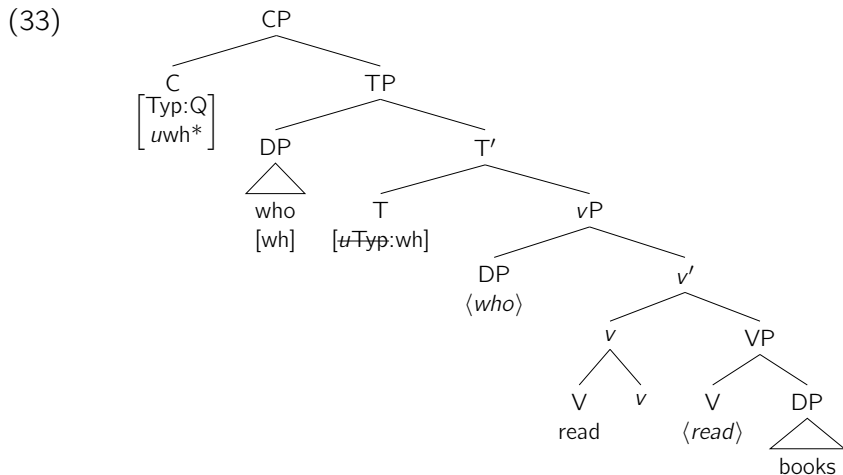 (33)
CP
C TP
[Typ:Q
uwh*]
DP T′
who T vP
[wh] [uTyp:wh]
DP v′
⟨who⟩
v VP
V v V DP
read ⟨read⟩
books